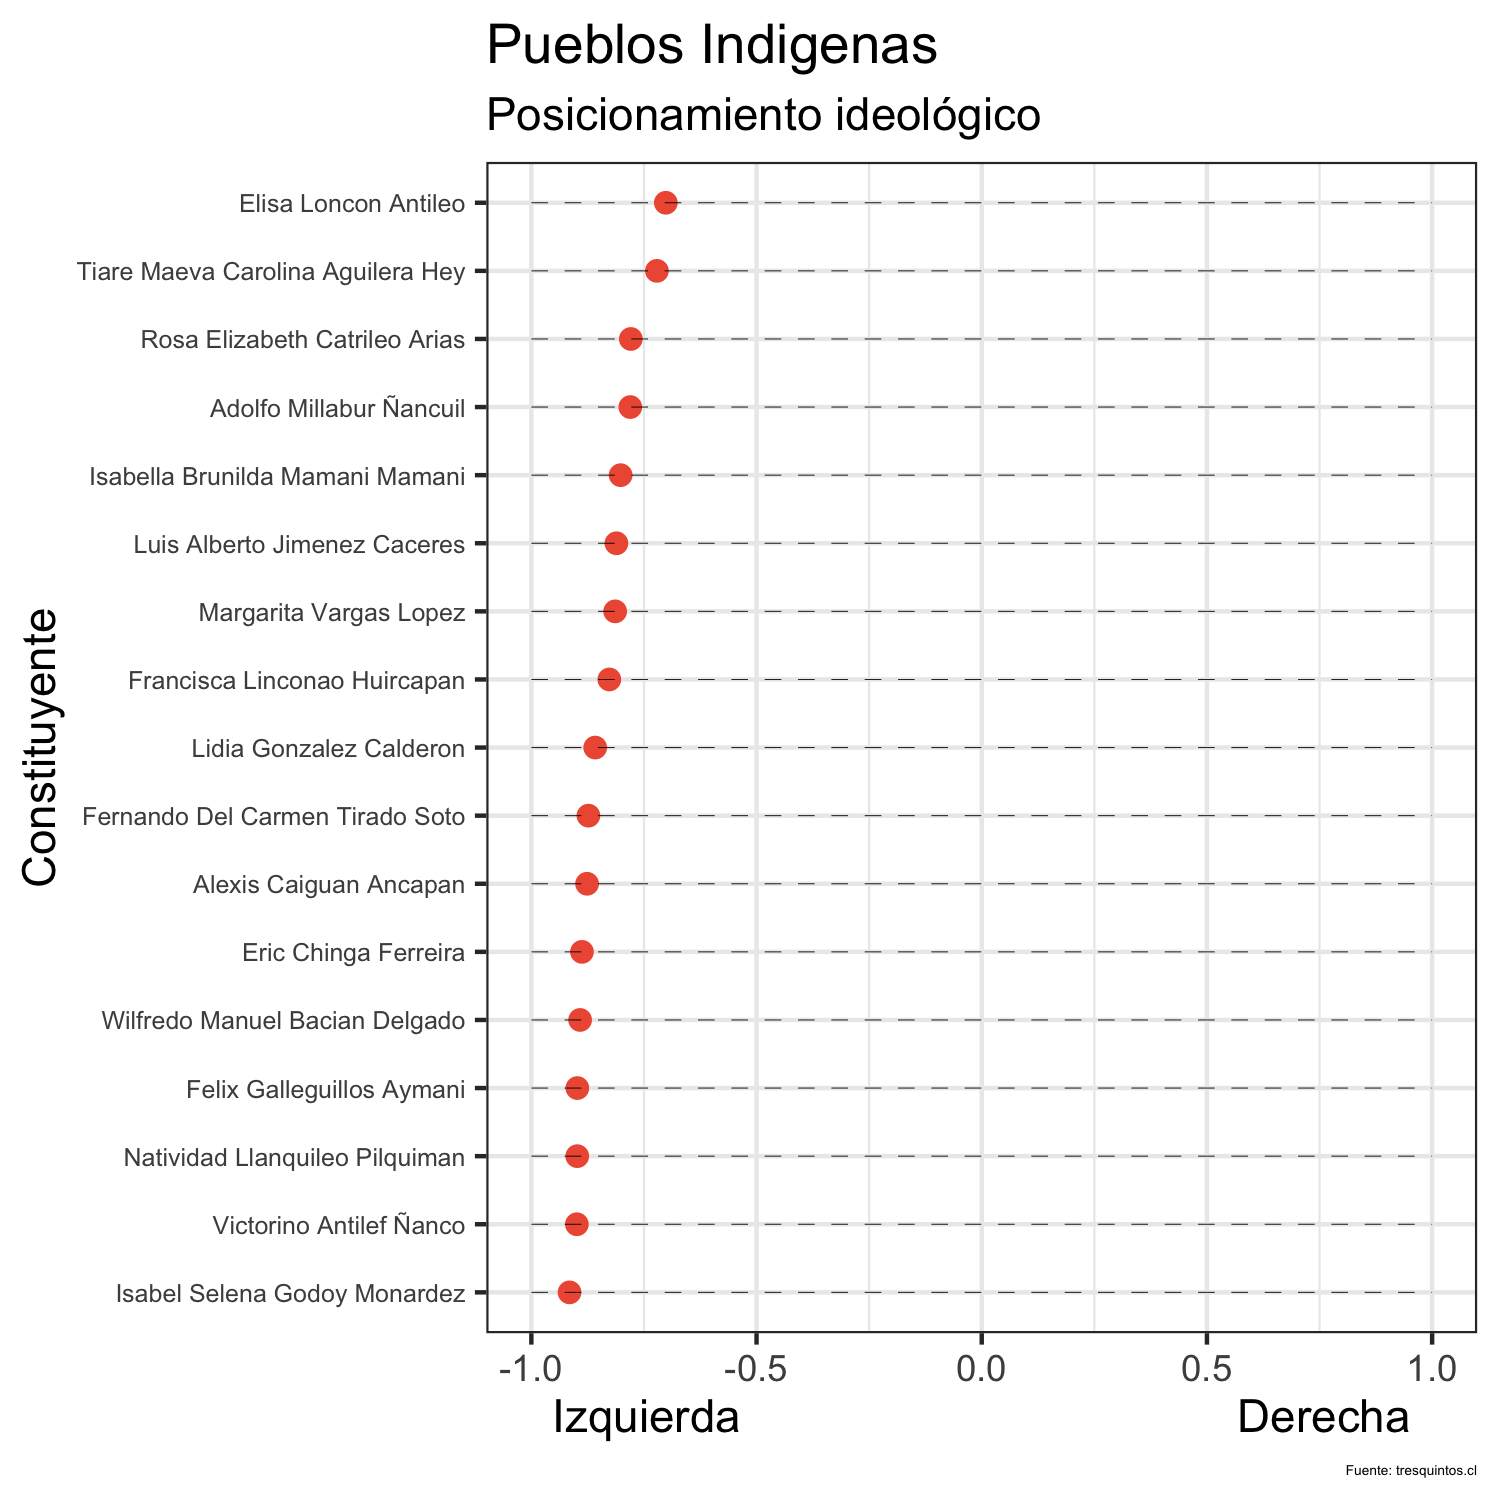 Pueblos Indigenas
Posicionamiento ideológico
Constituyente
Elisa Loncon Antileo
Tiare Maeva Carolina Aguilera Hey
Rosa Elizabeth Catrileo Arias
Adolfo Millabur Ñancuil
Isabella Brunilda Mamani Mamani
Luis Alberto Jimenez Caceres
Margarita Vargas Lopez
Francisca Linconao Huircapan
Lidia Gonzalez Calderon
Fernando Del Carmen Tirado Soto
Alexis Caiguan Ancapan
Eric Chinga Ferreira
Wilfredo Manuel Bacian Delgado
Felix Galleguillos Aymani
Natividad Llanquileo Pilquiman
Victorino Antilef Ñanco
Isabel Selena Godoy Monardez
-1.0 -0.5 0.0 0.5 1.0
Izquierda Derecha
Fuente: tresquintos.cl